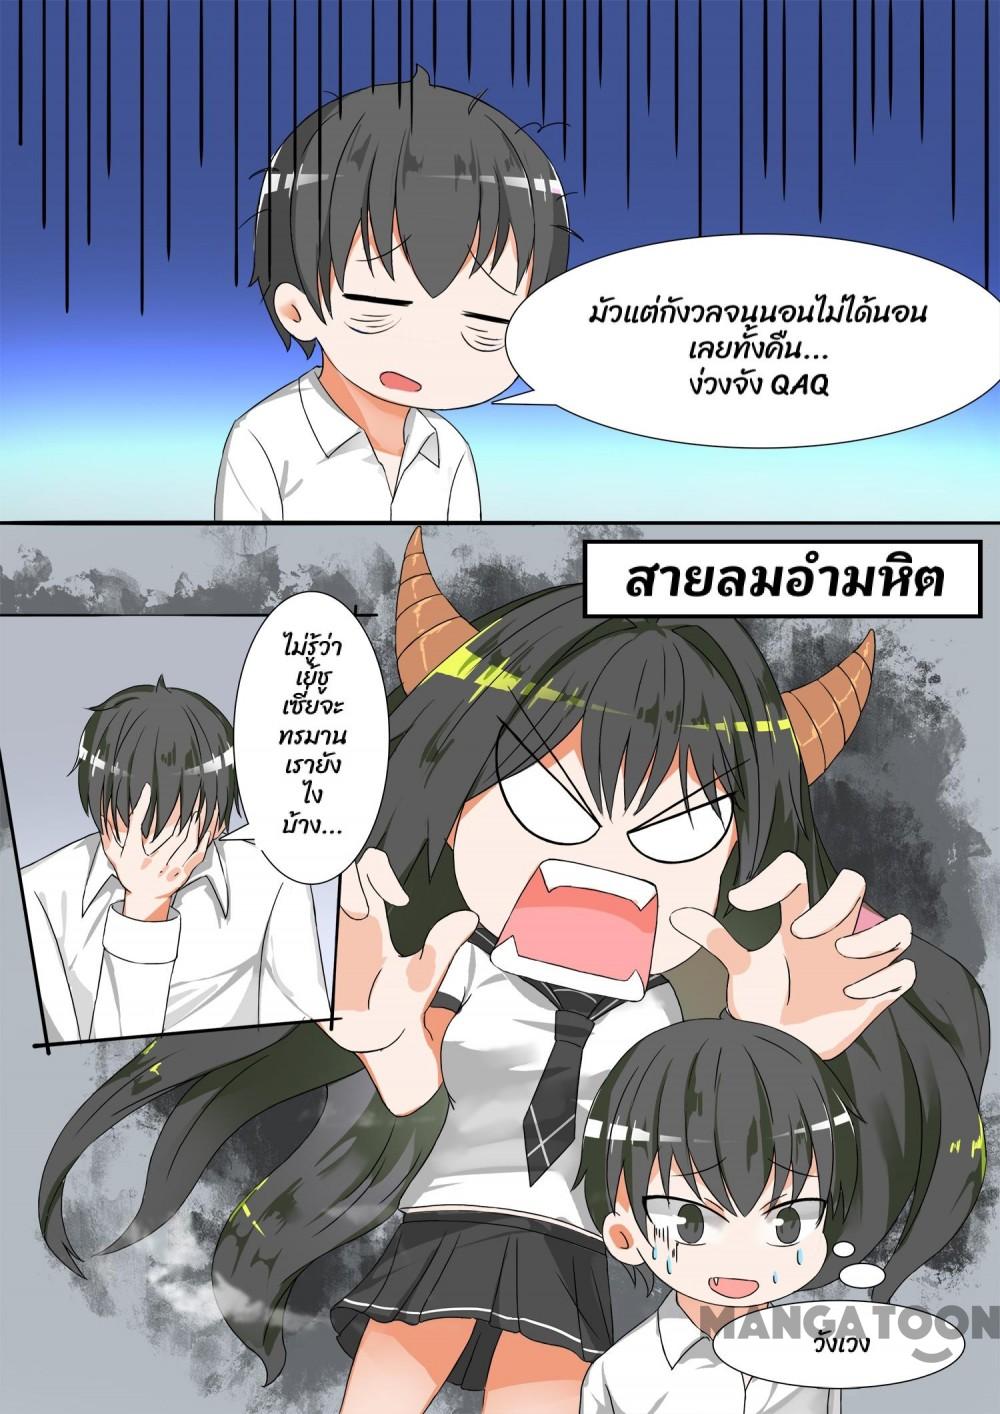 มัวแต่กังวลจนนอนไม่ได้นอน
เลยทั้งคืน...
ง่วงจัง QAQ
สายลมอำมหิต
ไม่รู้ว่า
เย้ชู
เซี่ยจะ
ทรมาน
เรายัง
ไง
บ้าง...
วังเวง
MANGATOON